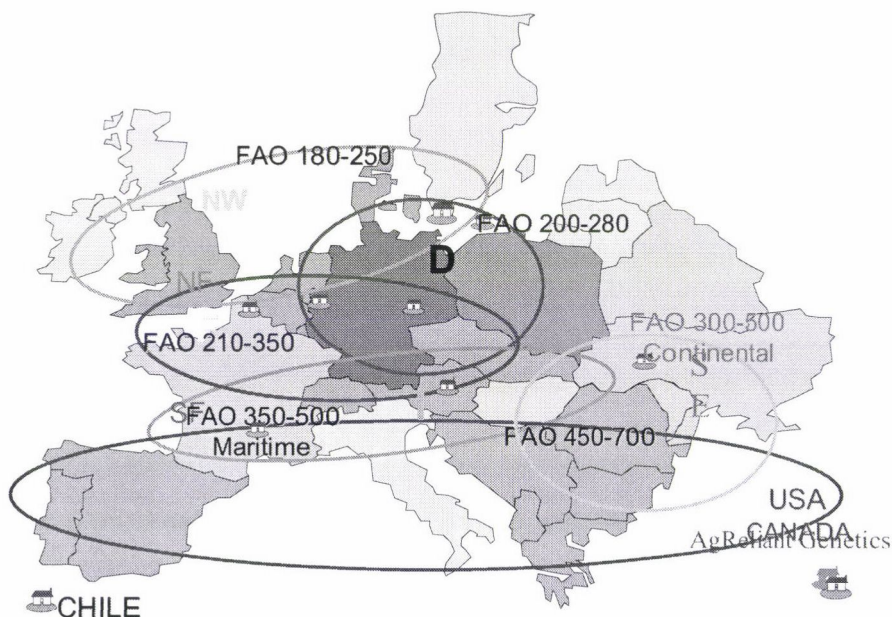 FAO 180-250
NW
FAO 200-280
D
NE
FAO 210-350
FAO 300-500
Continental
S
SE
FAO 350-500
Maritime
F
FAO 450-700
USA
CANADA
AgReliant Genetics
CHILE